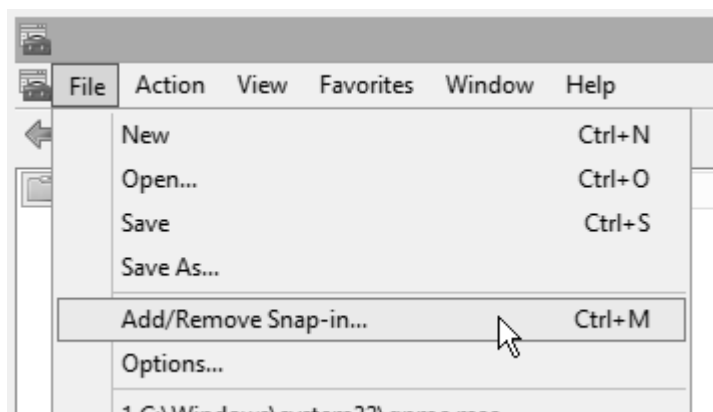 File Action View Favorites Window Help
New Ctrl+N
Open... Ctrl+O
Save Ctrl+S
Save As...
Add/Remove Snap-in... Ctrl+M
Options...